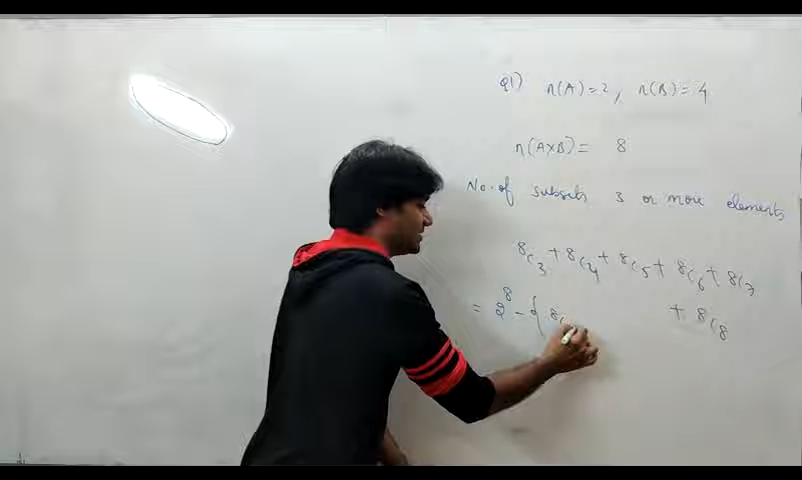 Q1) n(A)=2, n(B)=4
n(A×B)= 8
No. of subsets 3 or more elements
8C3 + 8C4 + 8C5 + 8C6 + 8C7
+ 8C8
= 2^8 - { 8C